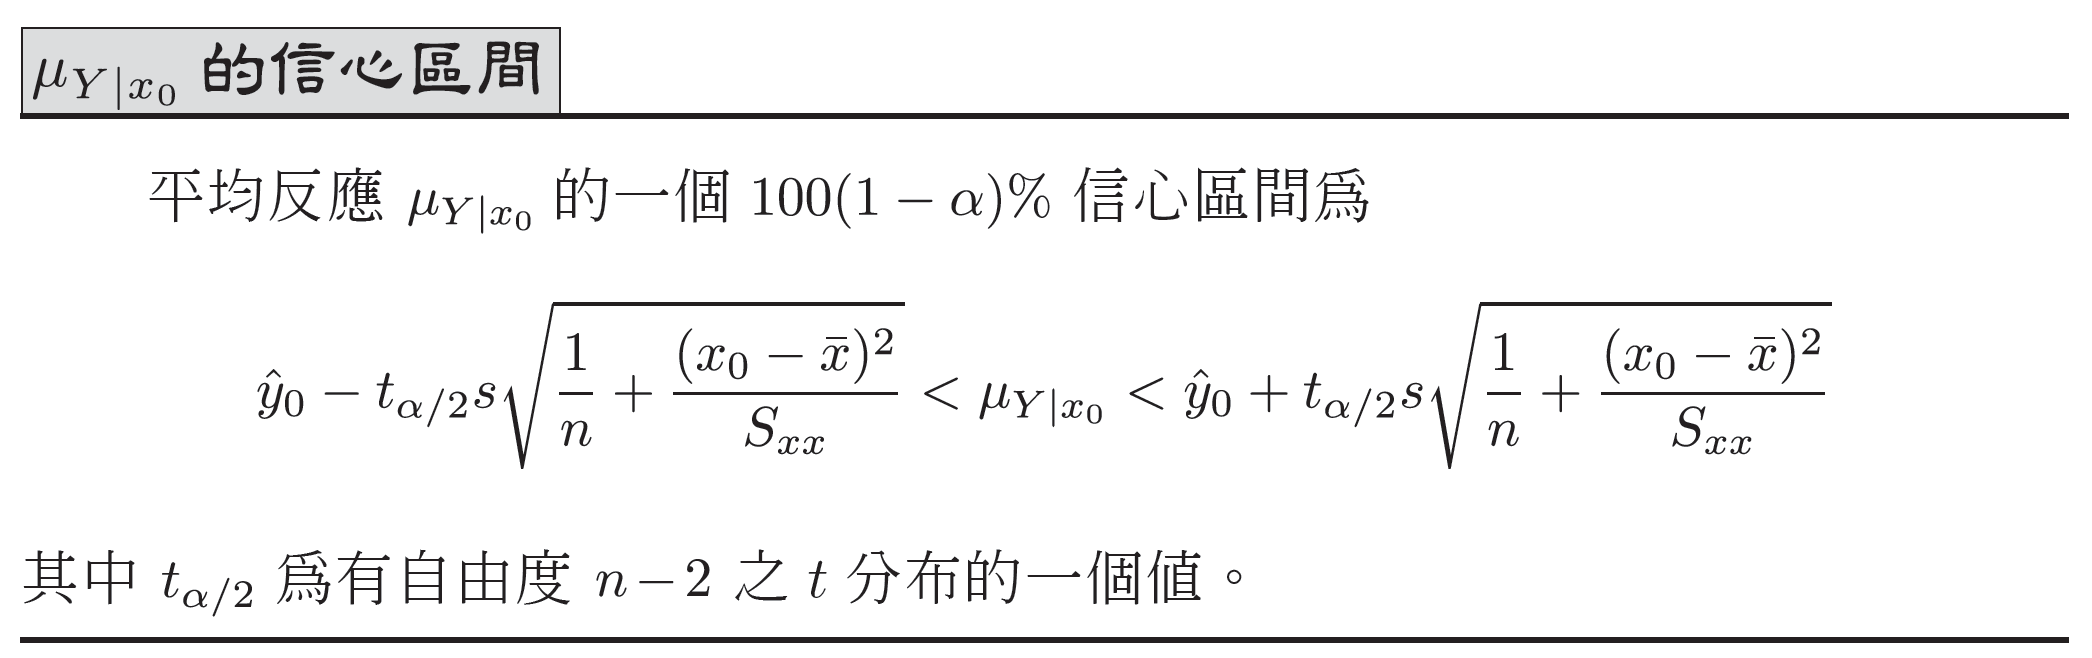 μ_{Y|x_0} 的信心區間
平均反應 μ_{Y|x_0} 的一個 100(1 − α)% 信心區間爲
ŷ_0 − t_{α/2} s √(1/n + (x_0 − x̄)²/S_{xx}) < μ_{Y|x_0} < ŷ_0 + t_{α/2} s √(1/n + (x_0 − x̄)²/S_{xx})
其中 t_{α/2} 爲有自由度 n − 2 之 t 分布的一個値。